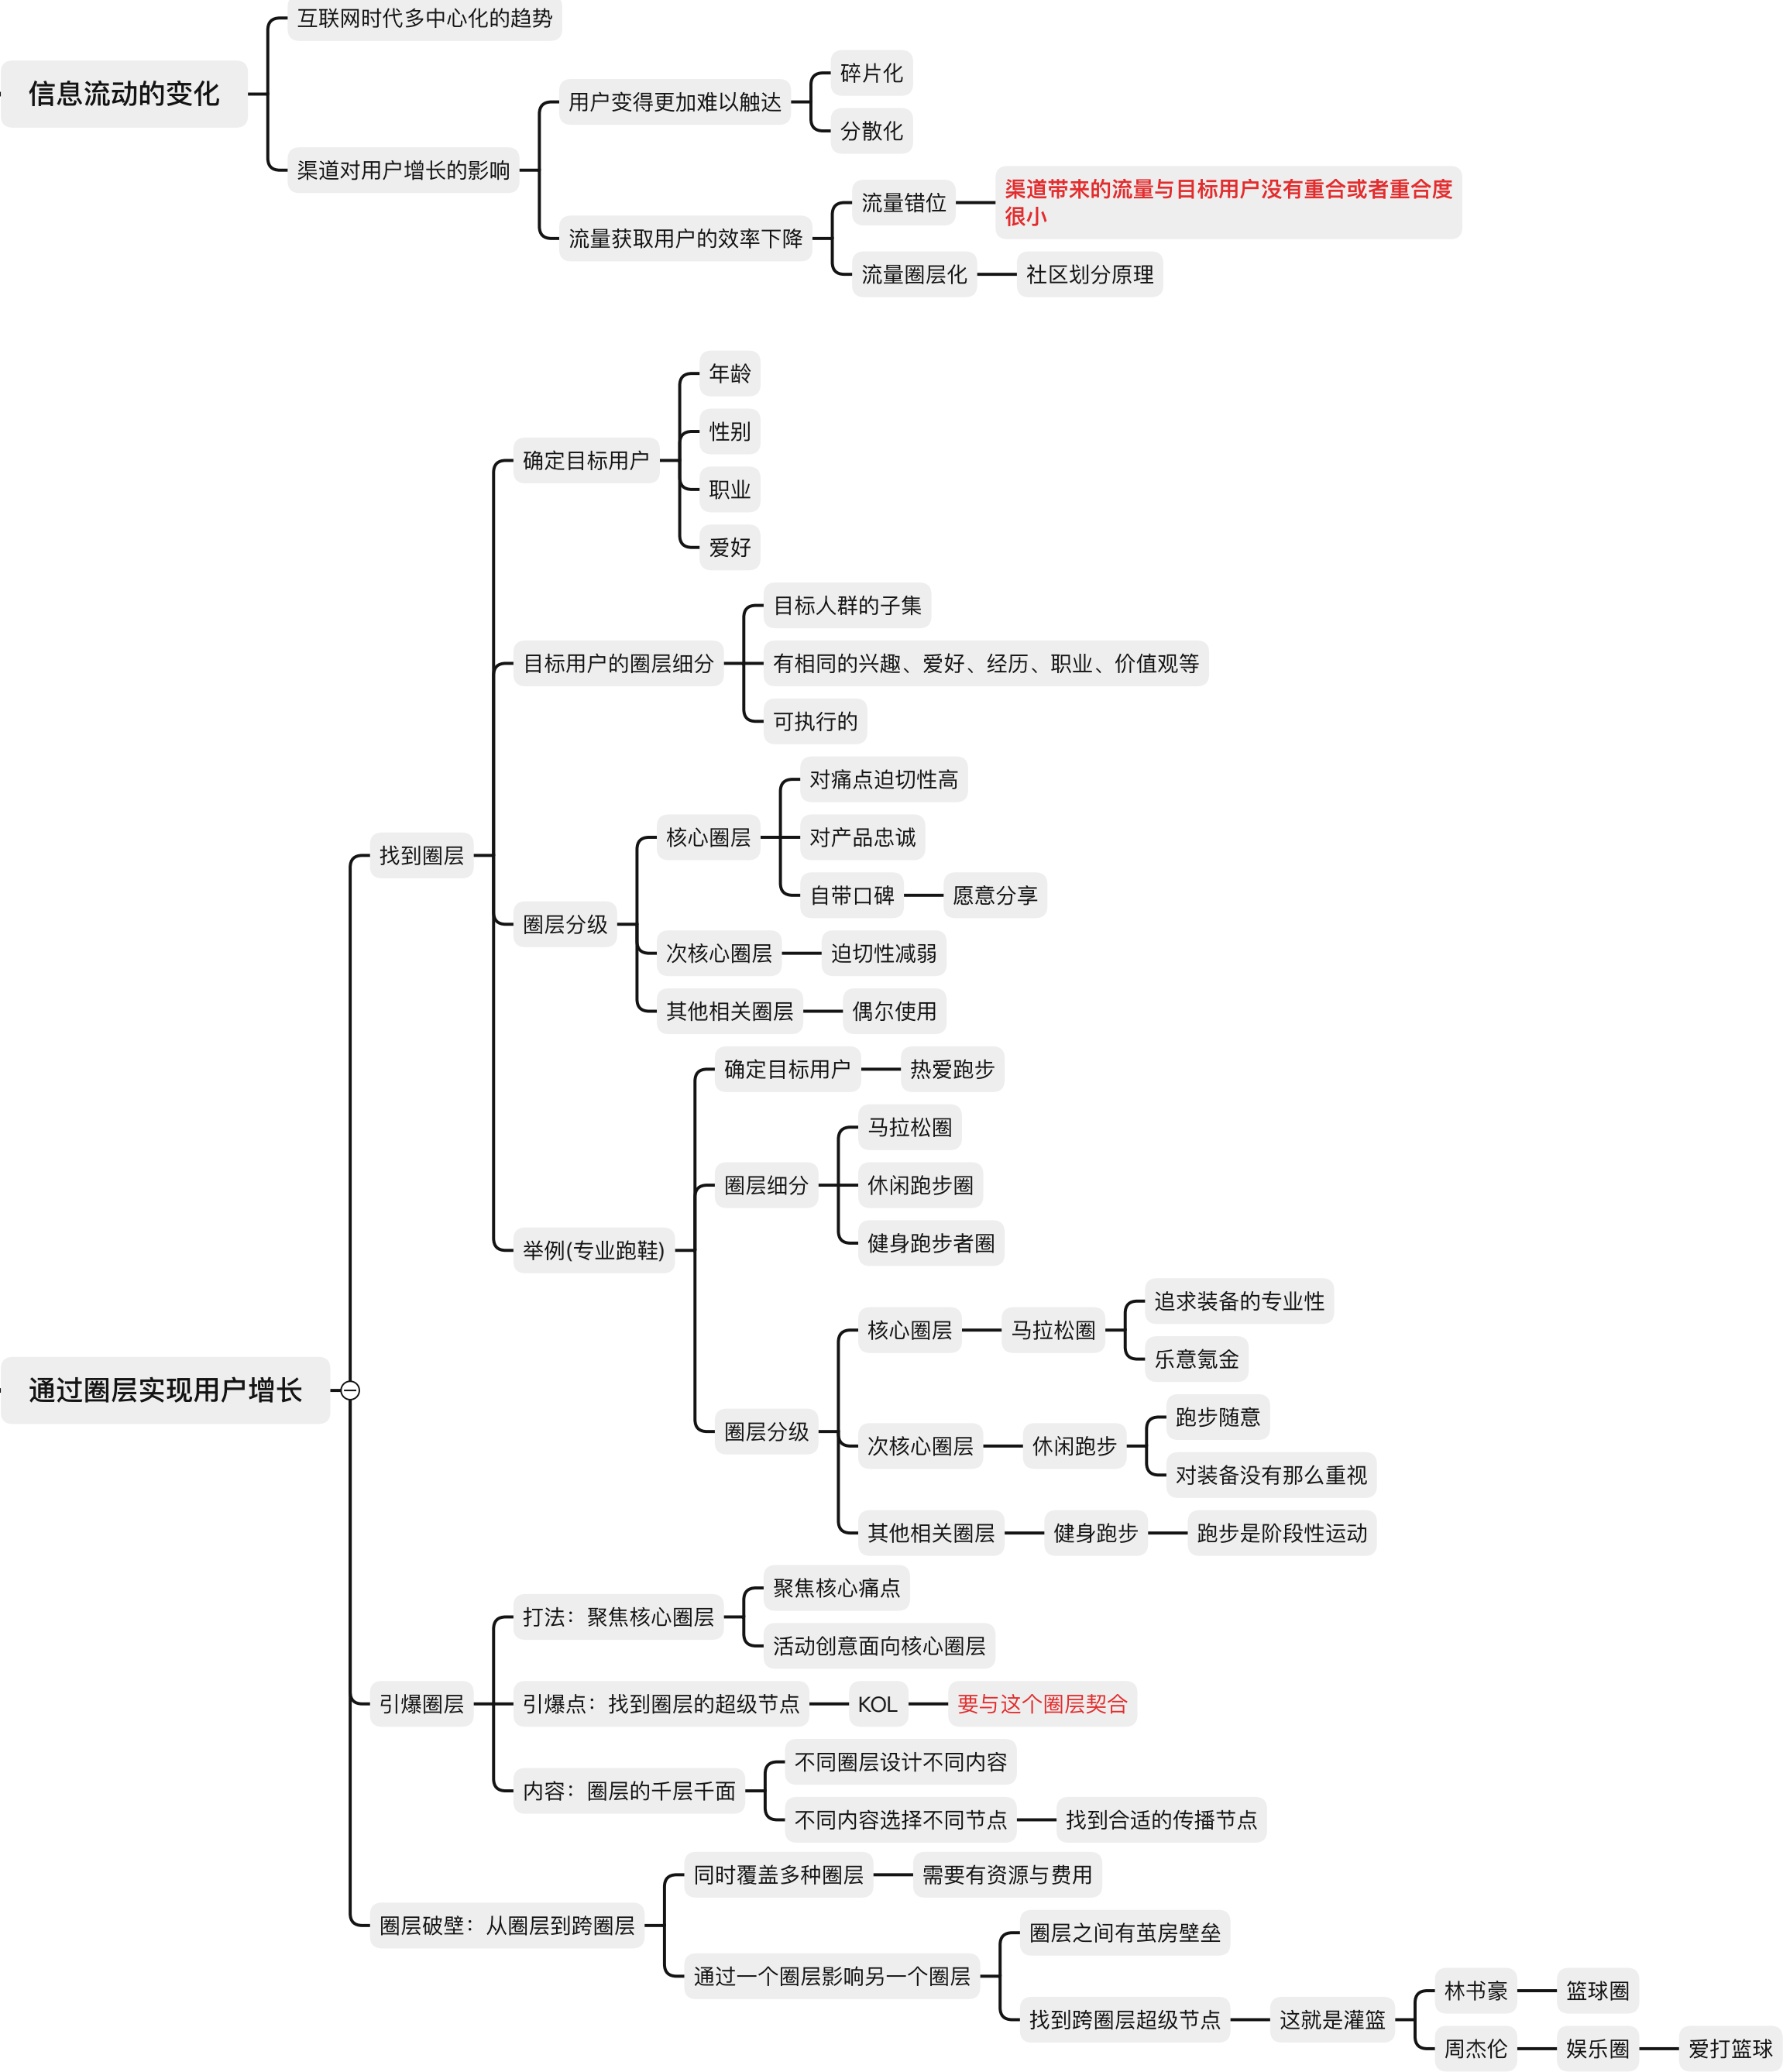 互联网时代多中心化的趋势
信息流动的变化
用户变得更加难以触达
碎片化
分散化
渠道对用户增长的影响
流量获取用户的效率下降
流量错位
渠道带来的流量与目标用户没有重合或者重合度
很小
流量圈层化
社区划分原理
年龄
性别
确定目标用户
职业
爱好
目标人群的子集
目标用户的圈层细分
有相同的兴趣、爱好、经历、职业、价值观等
可执行的
对痛点迫切性高
核心圈层
对产品忠诚
找到圈层
自带口碑
愿意分享
圈层分级
次核心圈层
迫切性减弱
其他相关圈层
偶尔使用
确定目标用户
热爱跑步
马拉松圈
圈层细分
休闲跑步圈
健身跑步者圈
举例(专业跑鞋)
追求装备的专业性
核心圈层
马拉松圈
乐意氪金
通过圈层实现用户增长
跑步随意
圈层分级
次核心圈层
休闲跑步
对装备没有那么重视
其他相关圈层
健身跑步
跑步是阶段性运动
聚焦核心痛点
打法：聚焦核心圈层
活动创意面向核心圈层
引爆圈层
引爆点：找到圈层的超级节点
KOL
要与这个圈层契合
不同圈层设计不同内容
内容：圈层的千层千面
不同内容选择不同节点
找到合适的传播节点
同时覆盖多种圈层
需要有资源与费用
圈层破壁：从圈层到跨圈层
圈层之间有茧房壁垒
通过一个圈层影响另一个圈层
找到跨圈层超级节点
这就是灌篮
林书豪
篮球圈
周杰伦
娱乐圈
爱打篮球